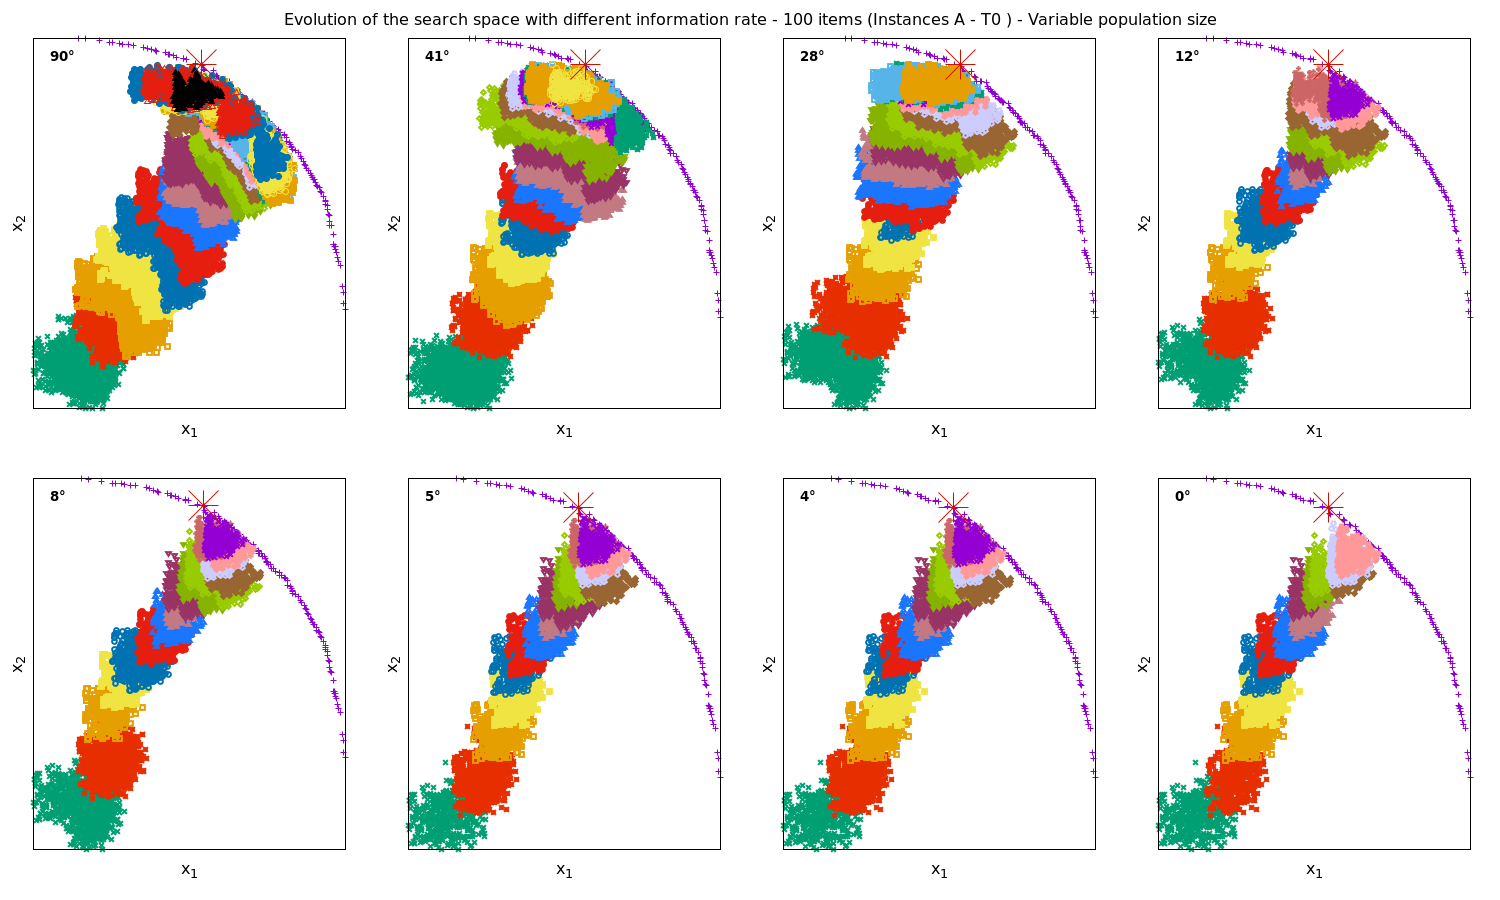 Evolution of the search space with different information rate - 100 items (Instances A - T0 ) - Variable population size
90°
41°
28°
12°
x2
x2
x2
x2
x1
x1
x1
x1
8°
5°
4°
0°
x2
x2
x2
x2
x1
x1
x1
x1